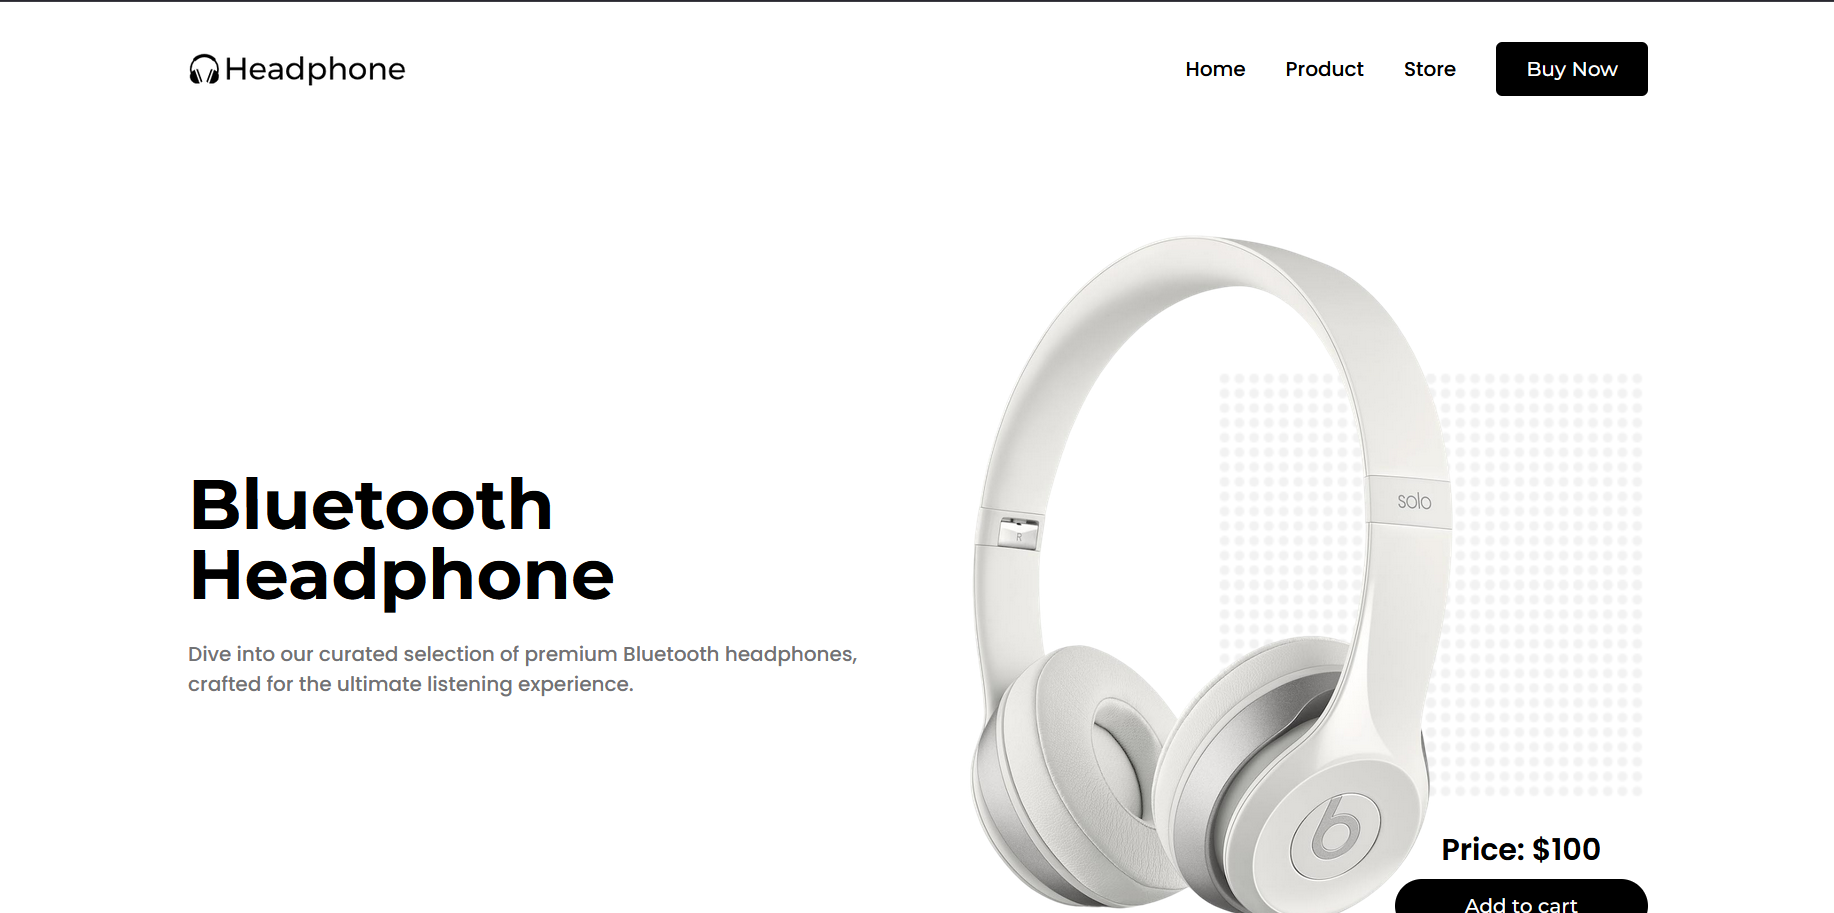 Headphone
Home Product Store Buy Now
solo
R
Bluetooth
Headphone
Dive into our curated selection of premium Bluetooth headphones,
crafted for the ultimate listening experience.
b
Price: $100
Add to cart